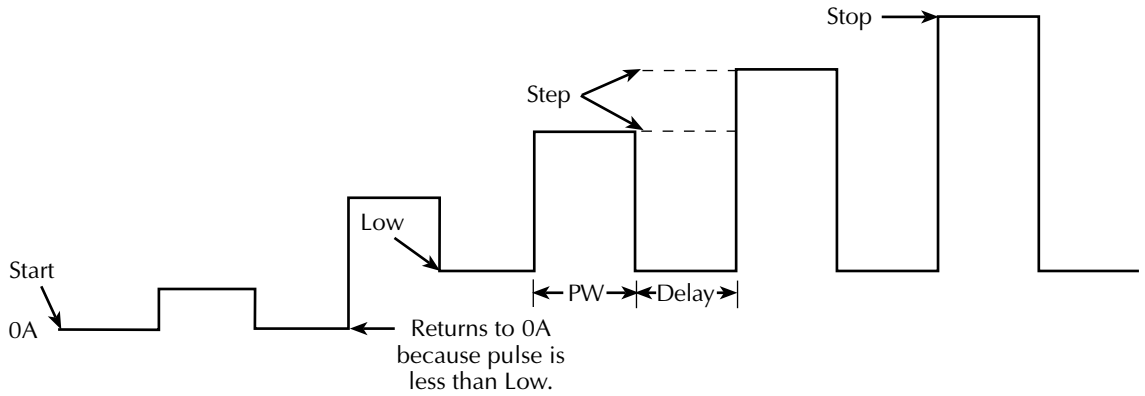 Stop
Step
Low
Start
PW
Delay
0A
Returns to 0A
because pulse is
less than Low.